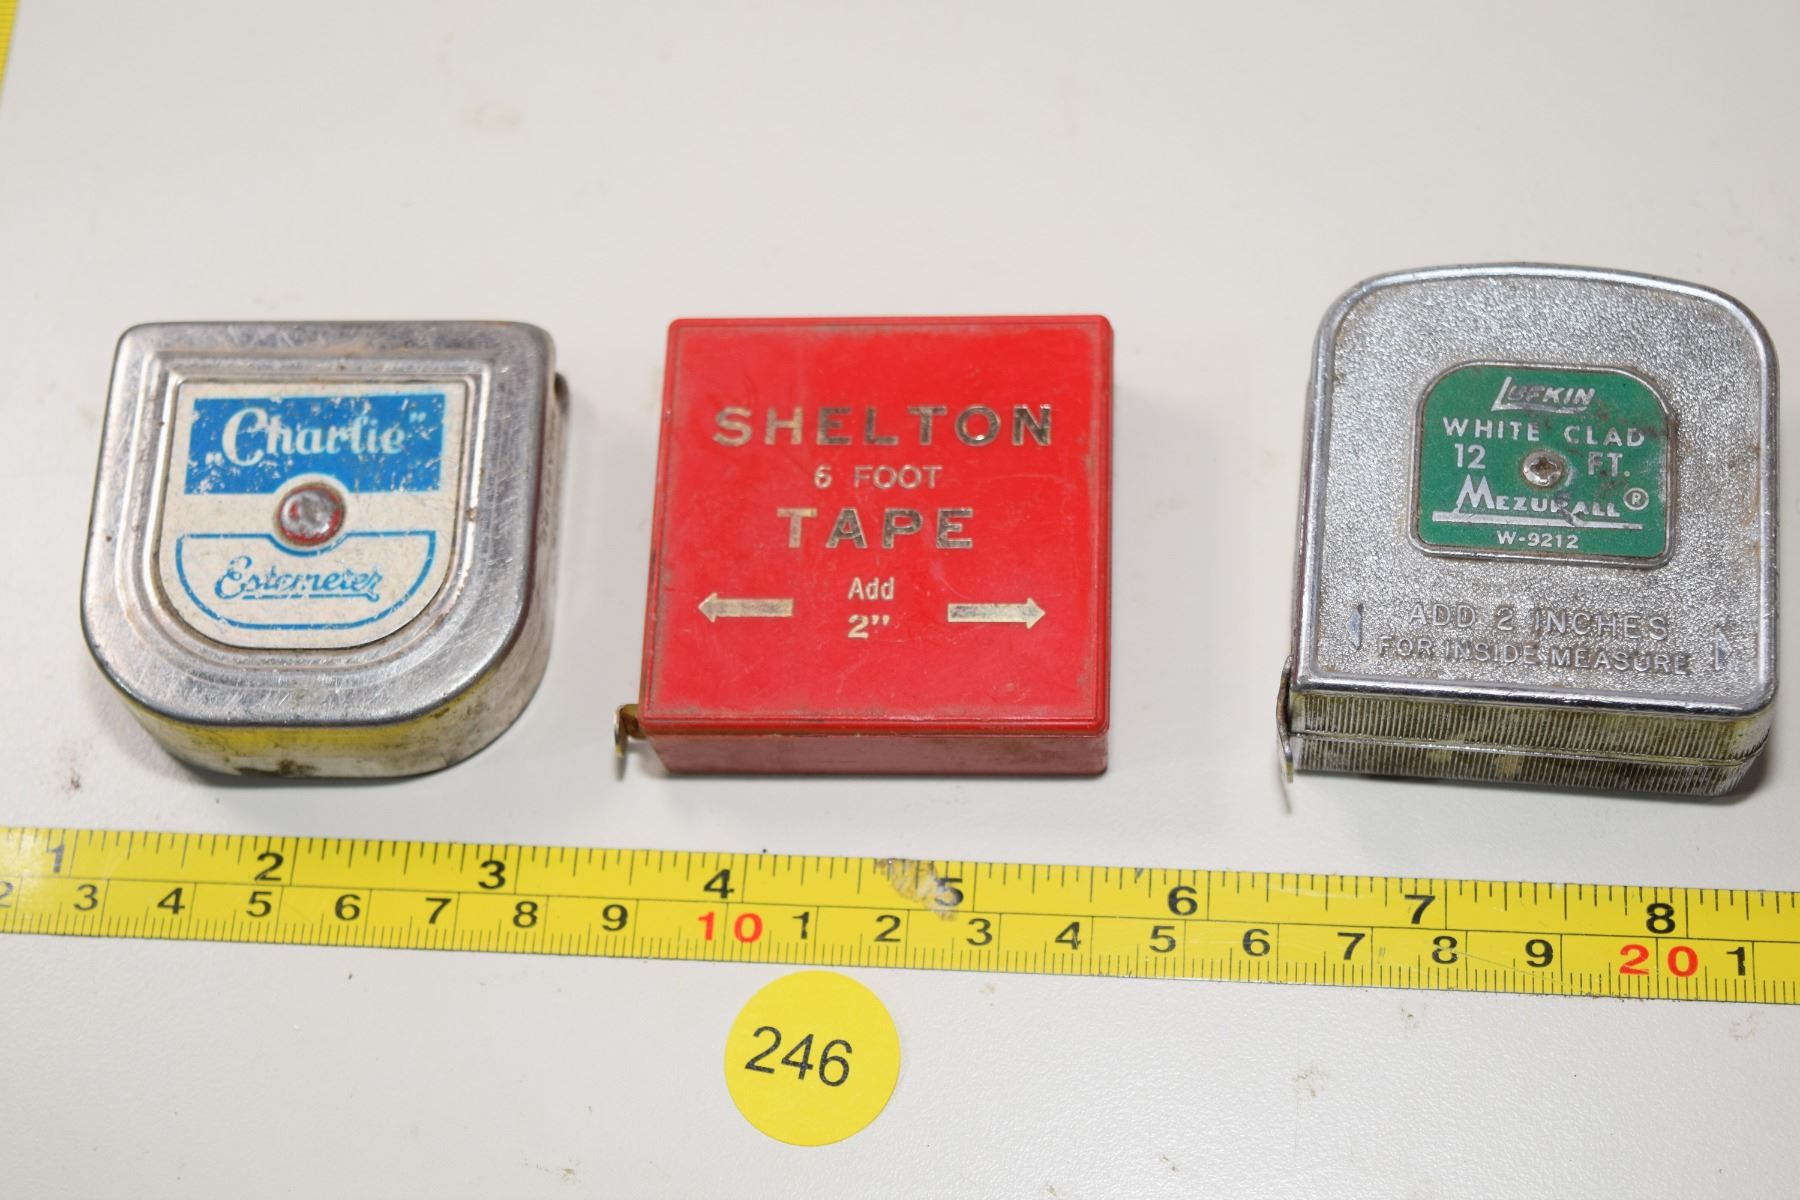 „Charlie”
Estemeter
SHELTON
6 FOOT
TAPE
Add
2"
LUFKIN
WHITE CLAD
12 FT.
MEZURALL®
W-9212
ADD 2 INCHES
FOR INSIDE MEASURE
1 2 3 4 5 6 7 8
2 3 4 5 6 7 8 9 10 1 2 3 4 5 6 7 8 9 20 1
246